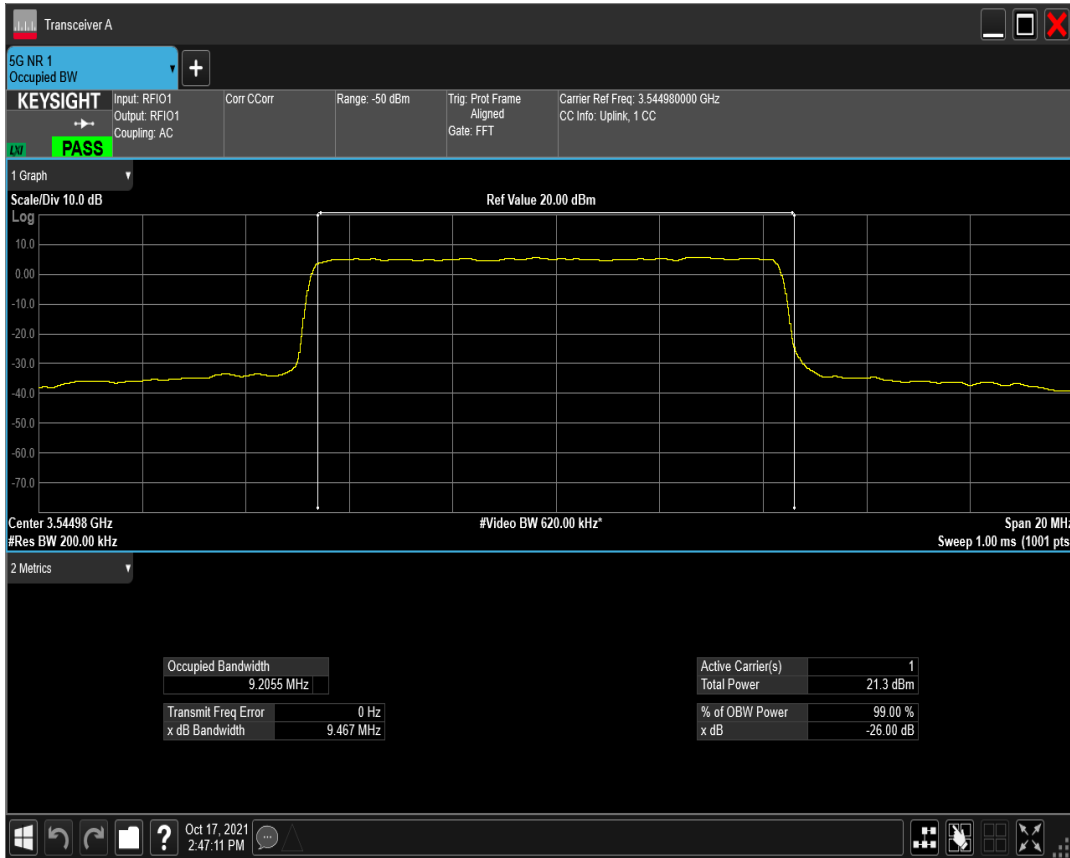 Transceiver A
5G NR 1
Occupied BW
+
KEYSIGHT
LXI
PASS
Input: RFIO1
Output: RFIO1
Coupling: AC
Corr CCorr
Range: -50 dBm
Trig: Prot Frame
Aligned
Gate: FFT
Carrier Ref Freq: 3.544980000 GHz
CC Info: Uplink, 1 CC
1 Graph
Scale/Div 10.0 dB
Ref Value 20.00 dBm
Log
10.0
0.00
-10.0
-20.0
-30.0
-40.0
-50.0
-60.0
-70.0
Center 3.54498 GHz
#Video BW 620.00 kHz*
Span 20 MHz
#Res BW 200.00 kHz
Sweep 1.00 ms (1001 pts
2 Metrics
Occupied Bandwidth
9.2055 MHz
Transmit Freq Error 0 Hz
x dB Bandwidth 9.467 MHz
Active Carrier(s) 1
Total Power 21.3 dBm
% of OBW Power 99.00 %
x dB -26.00 dB
?
Oct 17, 2021
2:47:11 PM